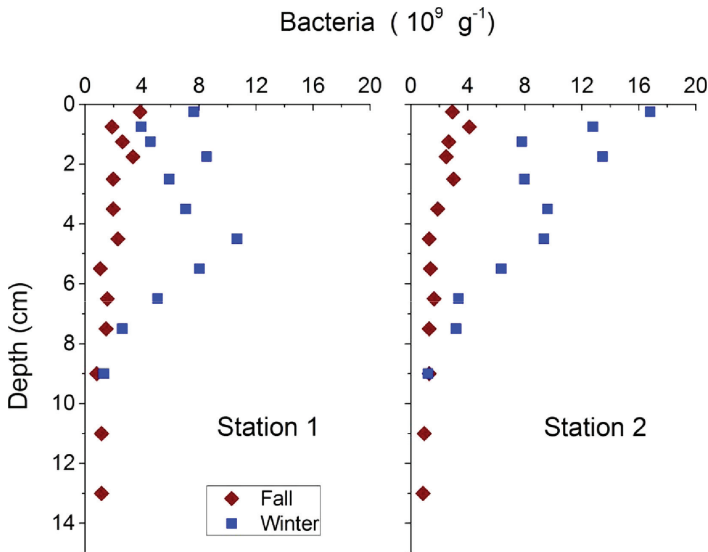 Bacteria ( 10⁹ g⁻¹)
0 4 8 12 16 20 0 4 8 12 16 20
0
2
4
6
8
10
12
14
Depth (cm)
Station 1
Station 2
Fall
Winter